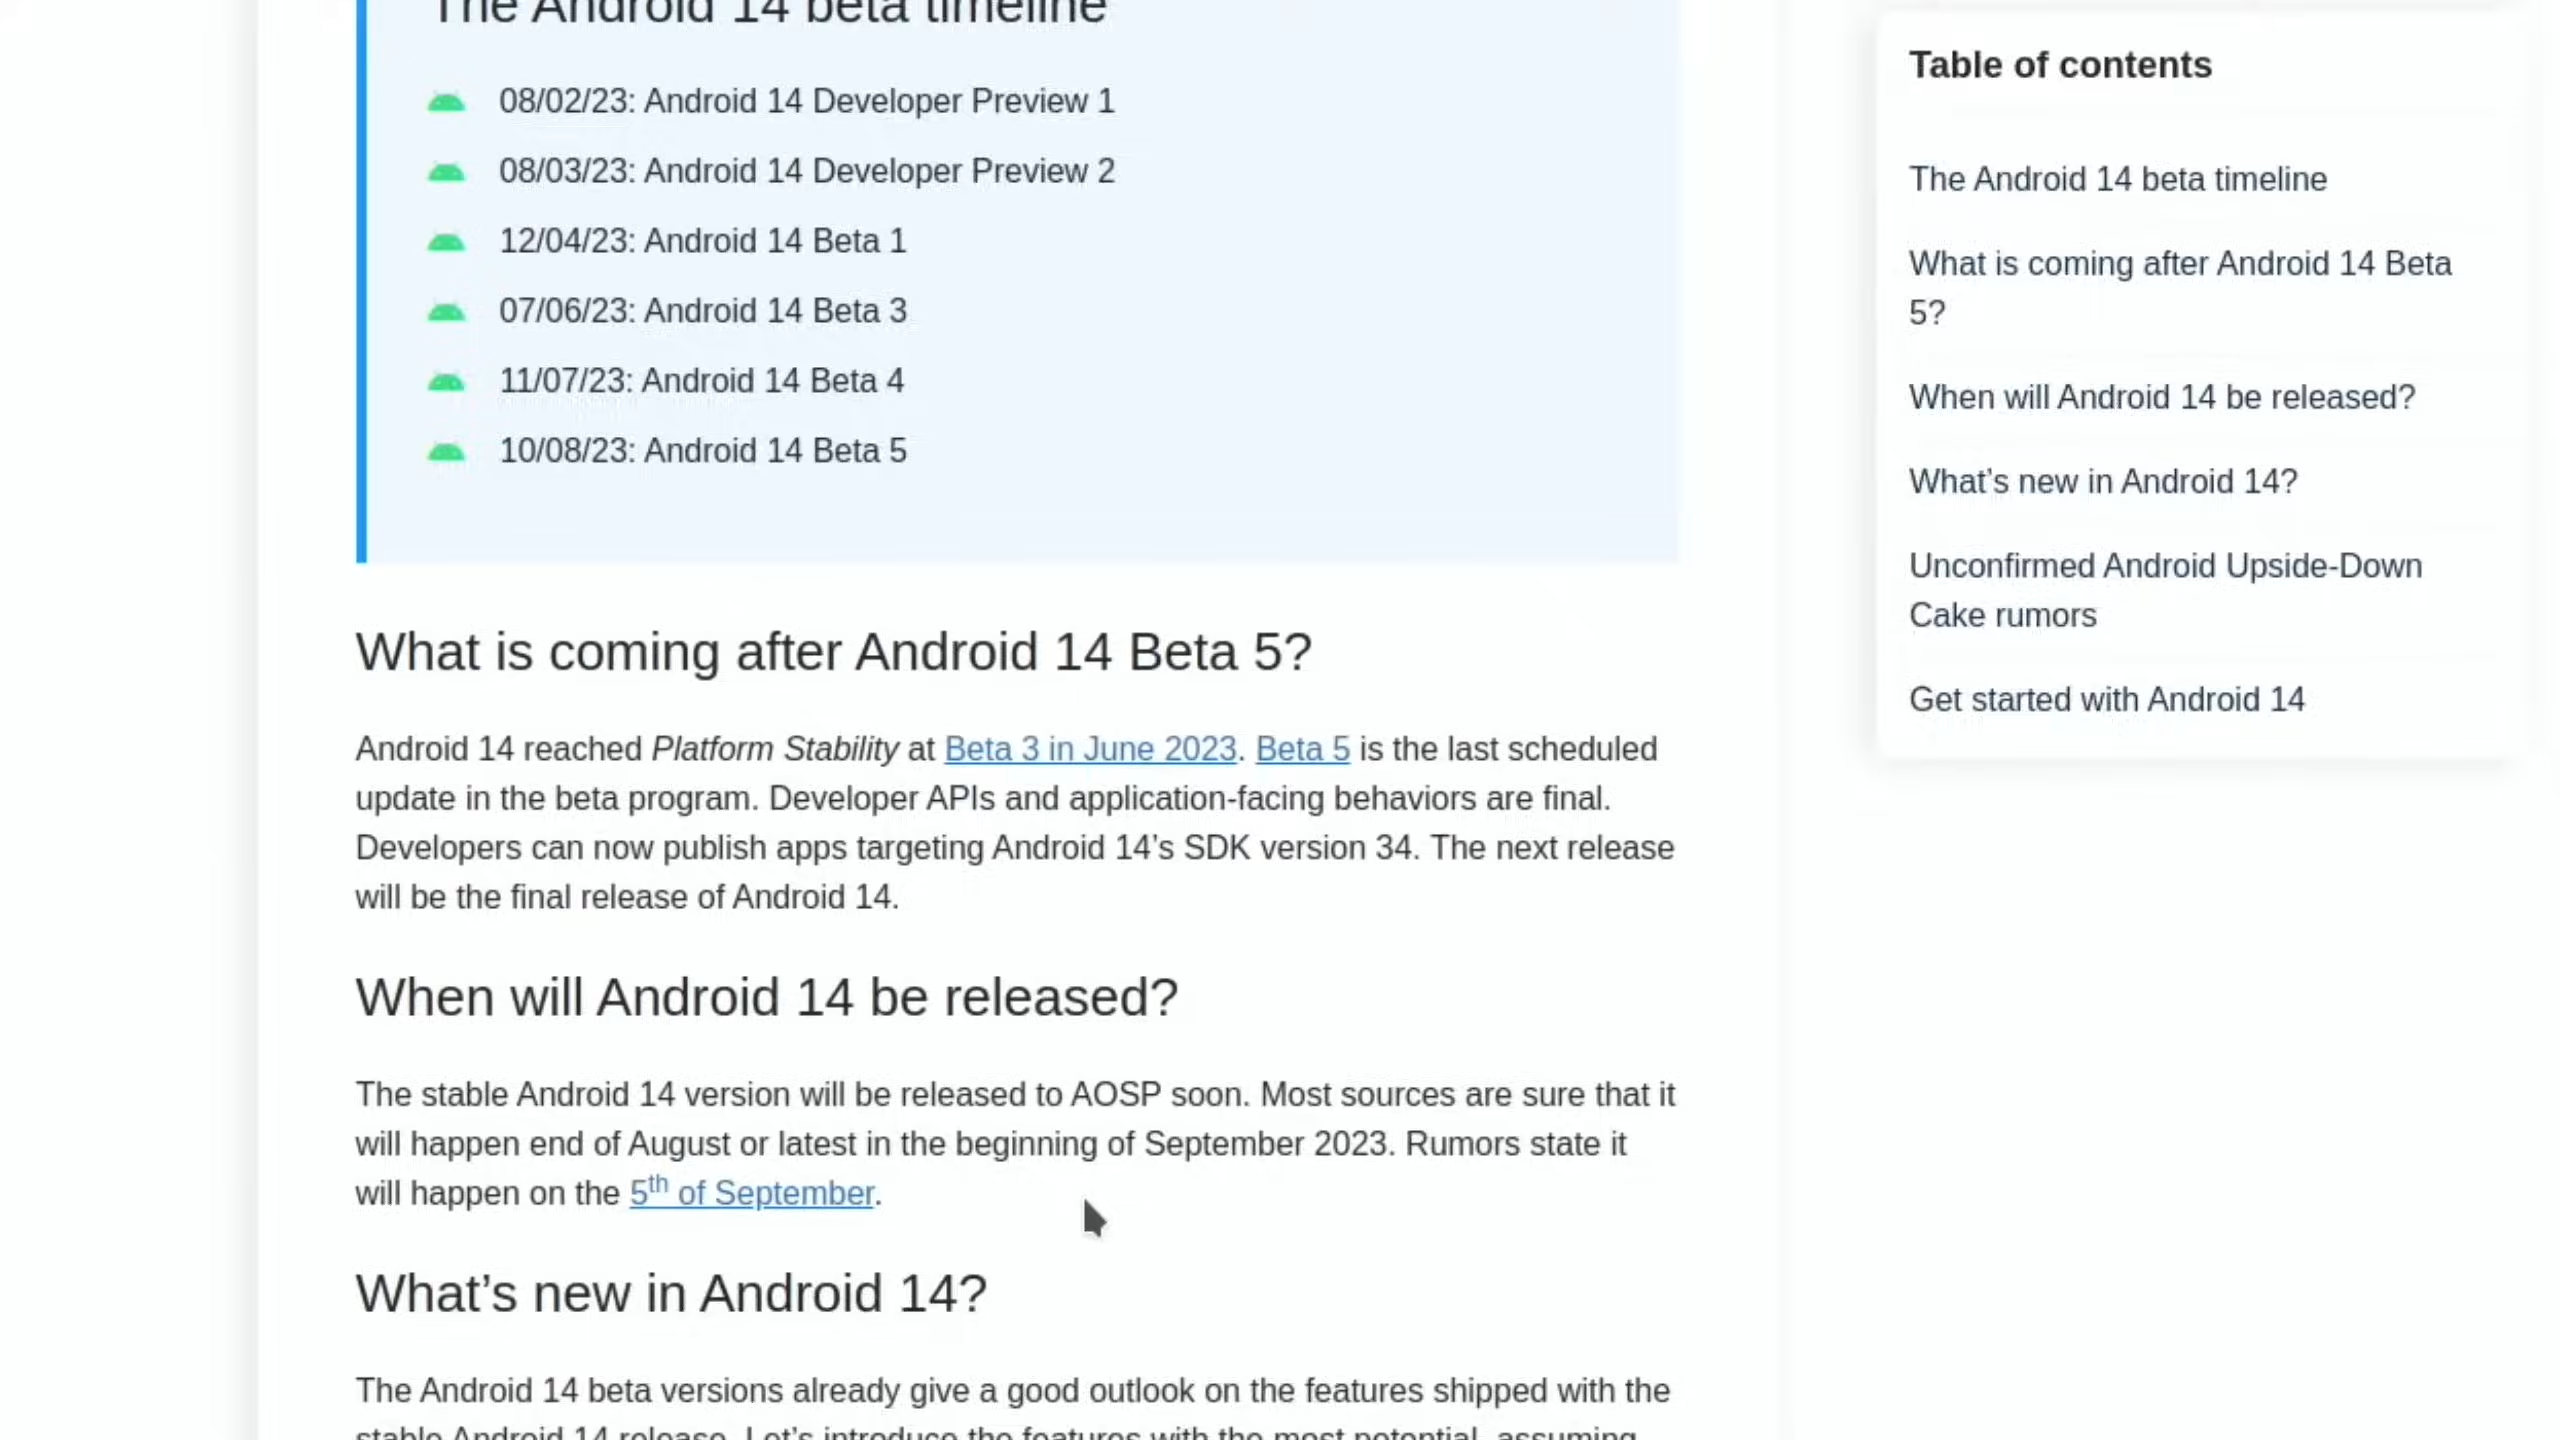 The Android 14 beta timeline
08/02/23: Android 14 Developer Preview 1
08/03/23: Android 14 Developer Preview 2
12/04/23: Android 14 Beta 1
07/06/23: Android 14 Beta 3
11/07/23: Android 14 Beta 4
10/08/23: Android 14 Beta 5
What is coming after Android 14 Beta 5?
Android 14 reached Platform Stability at Beta 3 in June 2023. Beta 5 is the last scheduled
update in the beta program. Developer APIs and application-facing behaviors are final.
Developers can now publish apps targeting Android 14’s SDK version 34. The next release
will be the final release of Android 14.
When will Android 14 be released?
The stable Android 14 version will be released to AOSP soon. Most sources are sure that it
will happen end of August or latest in the beginning of September 2023. Rumors state it
will happen on the 5th of September.
What’s new in Android 14?
The Android 14 beta versions already give a good outlook on the features shipped with the
stable Android 14 release. Let’s introduce the features with the most potential, assuming
Table of contents
The Android 14 beta timeline
What is coming after Android 14 Beta
5?
When will Android 14 be released?
What’s new in Android 14?
Unconfirmed Android Upside-Down
Cake rumors
Get started with Android 14